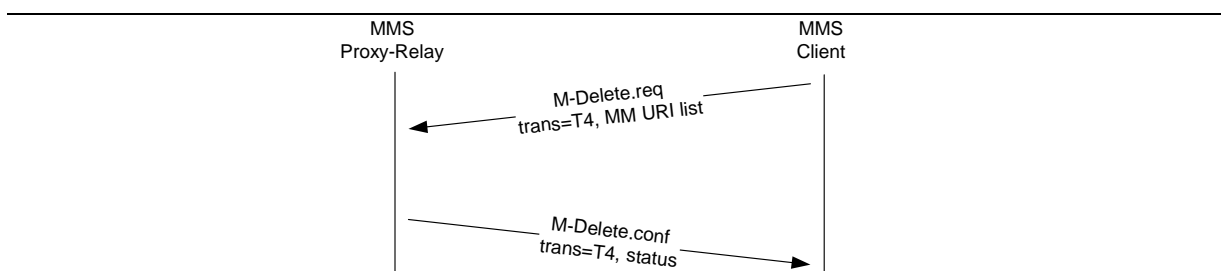 MMS
Proxy-Relay
MMS
Client
M-Delete.req
trans=T4, MM URI list
M-Delete.conf
trans=T4, status